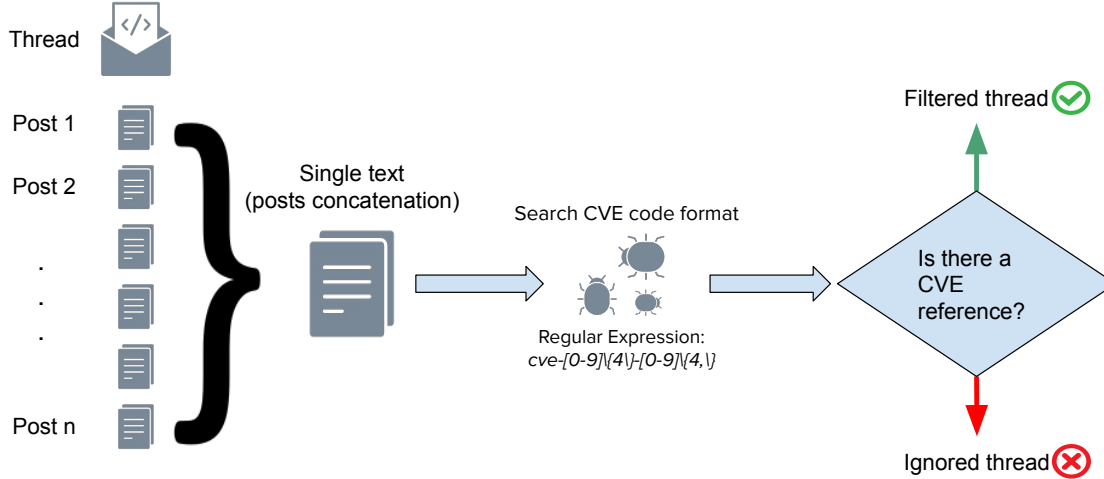 Thread
</>
Post 1
Post 2
.
.
.
Post n
Single text
(posts concatenation)
Search CVE code format
Regular Expression:
cve-[0-9]\{4\}-[0-9]\{4,\}
Filtered thread
Is there a
CVE
reference?
Ignored thread